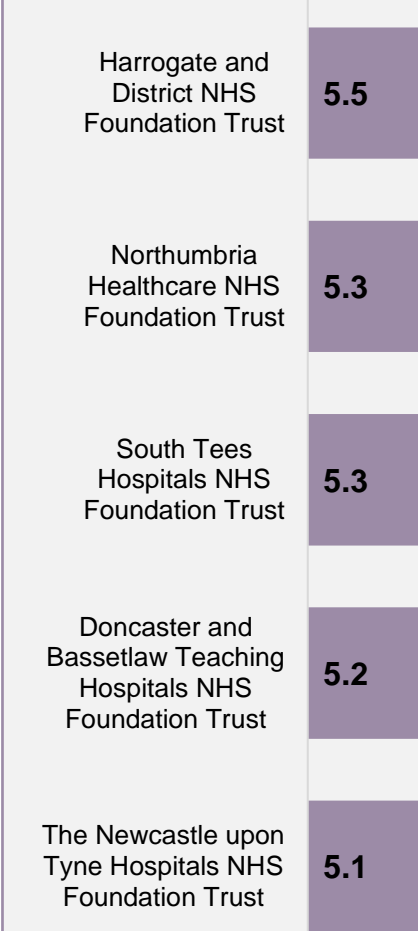 Harrogate and
District NHS
Foundation Trust
5.5
Northumbria
Healthcare NHS
Foundation Trust
5.3
South Tees
Hospitals NHS
Foundation Trust
5.3
Doncaster and
Bassetlaw Teaching
Hospitals NHS
Foundation Trust
5.2
The Newcastle upon
Tyne Hospitals NHS
Foundation Trust
5.1